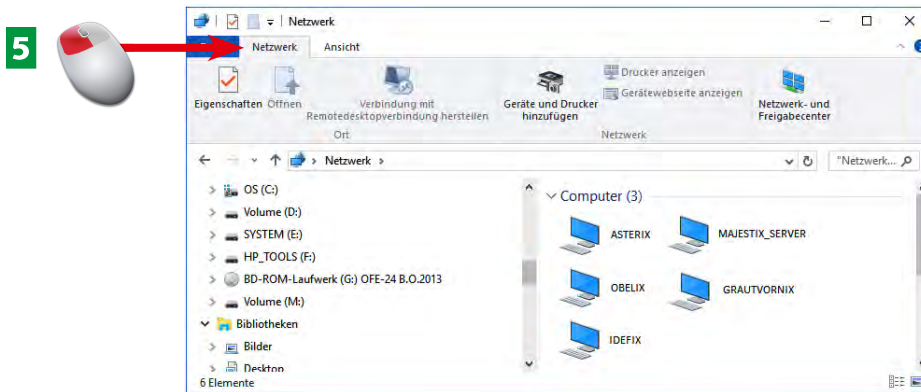 5
Netzwerk
Netzwerk Ansicht
Eigenschaften Öffnen
Verbindung mit
Remotedesktopverbindung herstellen
Ort
Geräte und Drucker
hinzufügen
Drucker anzeigen
Gerätewebseite anzeigen
Netzwerk- und
Freigabecenter
Netzwerk
Netzwerk
"Netzwerk...
OS (C:)
Volume (D:)
SYSTEM (E:)
HP_TOOLS (F:)
BD-ROM-Laufwerk (G:) OFE-24 B.O.2013
Volume (M:)
Bibliotheken
Bilder
Desktop
Computer (3)
ASTERIX
MAJESTIX_SERVER
OBELIX
GRAUTVORNIX
IDEFIX
6 Elemente